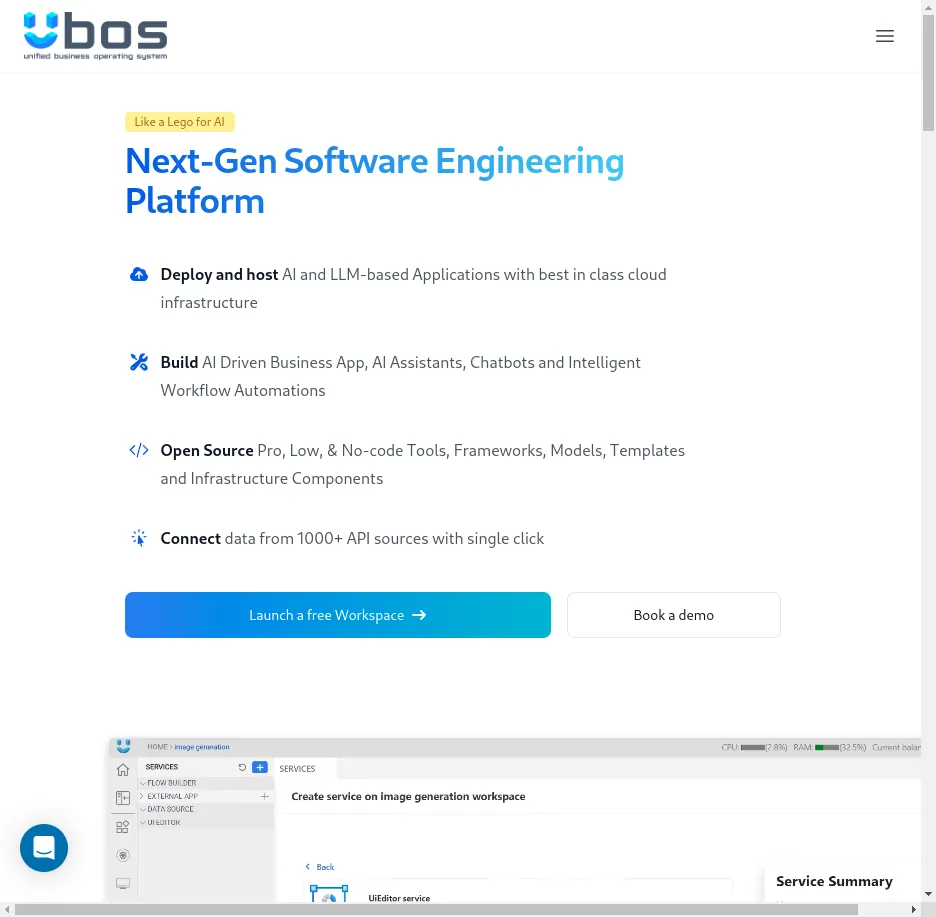 Ubos
unified business operating system
Like a Lego for AI
Next-Gen Software Engineering
Platform
Deploy and host AI and LLM-based Applications with best in class cloud
infrastructure
Build AI Driven Business App, AI Assistants, Chatbots and Intelligent
Workflow Automations
Open Source Pro, Low, & No-code Tools, Frameworks, Models, Templates
and Infrastructure Components
Connect data from 1000+ API sources with single click
Launch a free Workspace →
Book a demo
HOME › image generation
CPU: (2.8%) RAM: (32.5%) Current balan
SERVICES
SERVICES
FLOW BUILDER
EXTERNAL APP
DATA SOURCE
UI EDITOR
Create service on image generation workspace
Back
Service Summary
UiEditor service